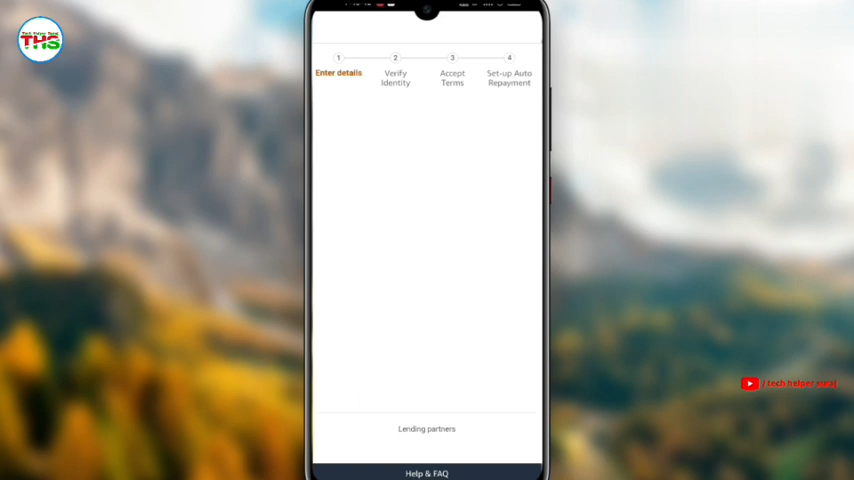 THS
1
2
3
4
Enter details
Verify
Identity
Accept
Terms
Set-up Auto
Repayment
/ tech helper suraj
Lending partners
Help & FAQ